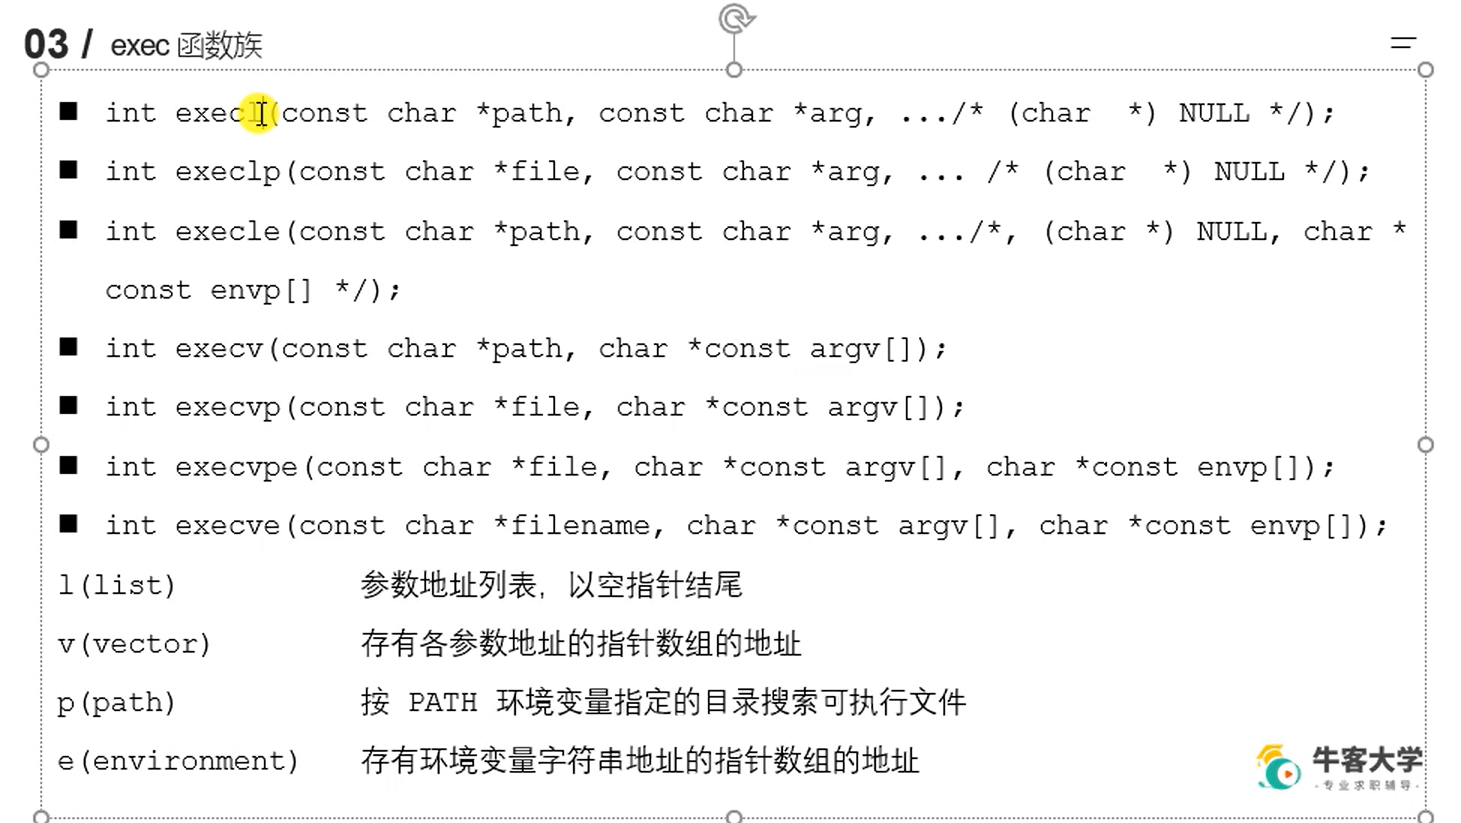 03 / exec 函数族
■ int execl(const char *path, const char *arg, .../* (char  *) NULL */);
■ int execlp(const char *file, const char *arg, ... /* (char  *) NULL */);
■ int execle(const char *path, const char *arg, .../*, (char *) NULL, char *
const envp[] */);
■ int execv(const char *path, char *const argv[]);
■ int execvp(const char *file, char *const argv[]);
■ int execvpe(const char *file, char *const argv[], char *const envp[]);
■ int execve(const char *filename, char *const argv[], char *const envp[]);
l(list) 参数地址列表，以空指针结尾
v(vector) 存有各参数地址的指针数组的地址
p(path) 按 PATH 环境变量指定的目录搜索可执行文件
e(environment) 存有环境变量字符串地址的指针数组的地址
牛客大学
·专业求职辅导·